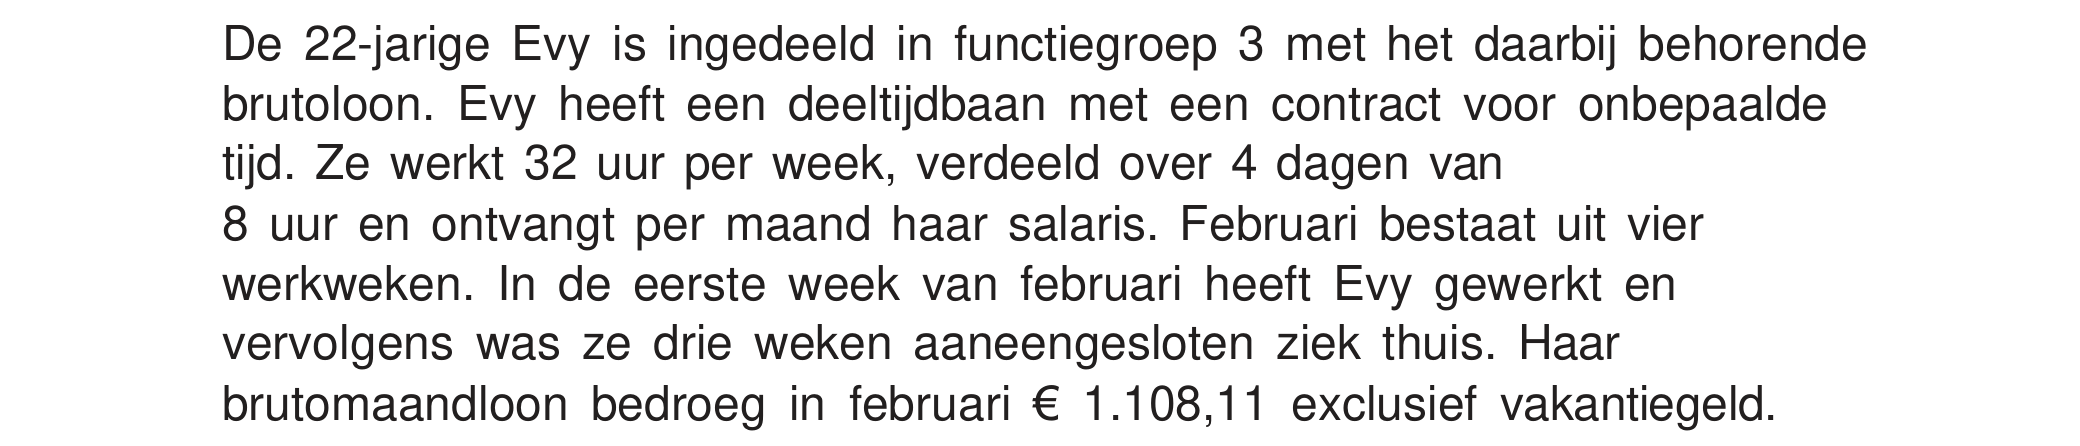 De 22-jarige Evy is ingedeeld in functiegroep 3 met het daarbij behorende
brutoloon. Evy heeft een deeltijdbaan met een contract voor onbepaalde
tijd. Ze werkt 32 uur per week, verdeeld over 4 dagen van
8 uur en ontvangt per maand haar salaris. Februari bestaat uit vier
werkweken. In de eerste week van februari heeft Evy gewerkt en
vervolgens was ze drie weken aaneengesloten ziek thuis. Haar
brutomaandloon bedroeg in februari € 1.108,11 exclusief vakantiegeld.